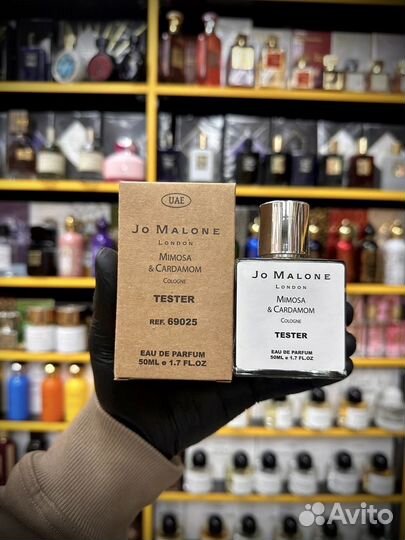 UAE
Jo Malone
London
Mimosa
& Cardamom
Cologne
TESTER
REF. 69025
EAU DE PARFUM
50ML e 1.7 FL.OZ
Jo Malone
London
Mimosa
& Cardamom
Cologne
TESTER
EAU DE PARFUM
50ML e 1.7 FL.OZ
Avito